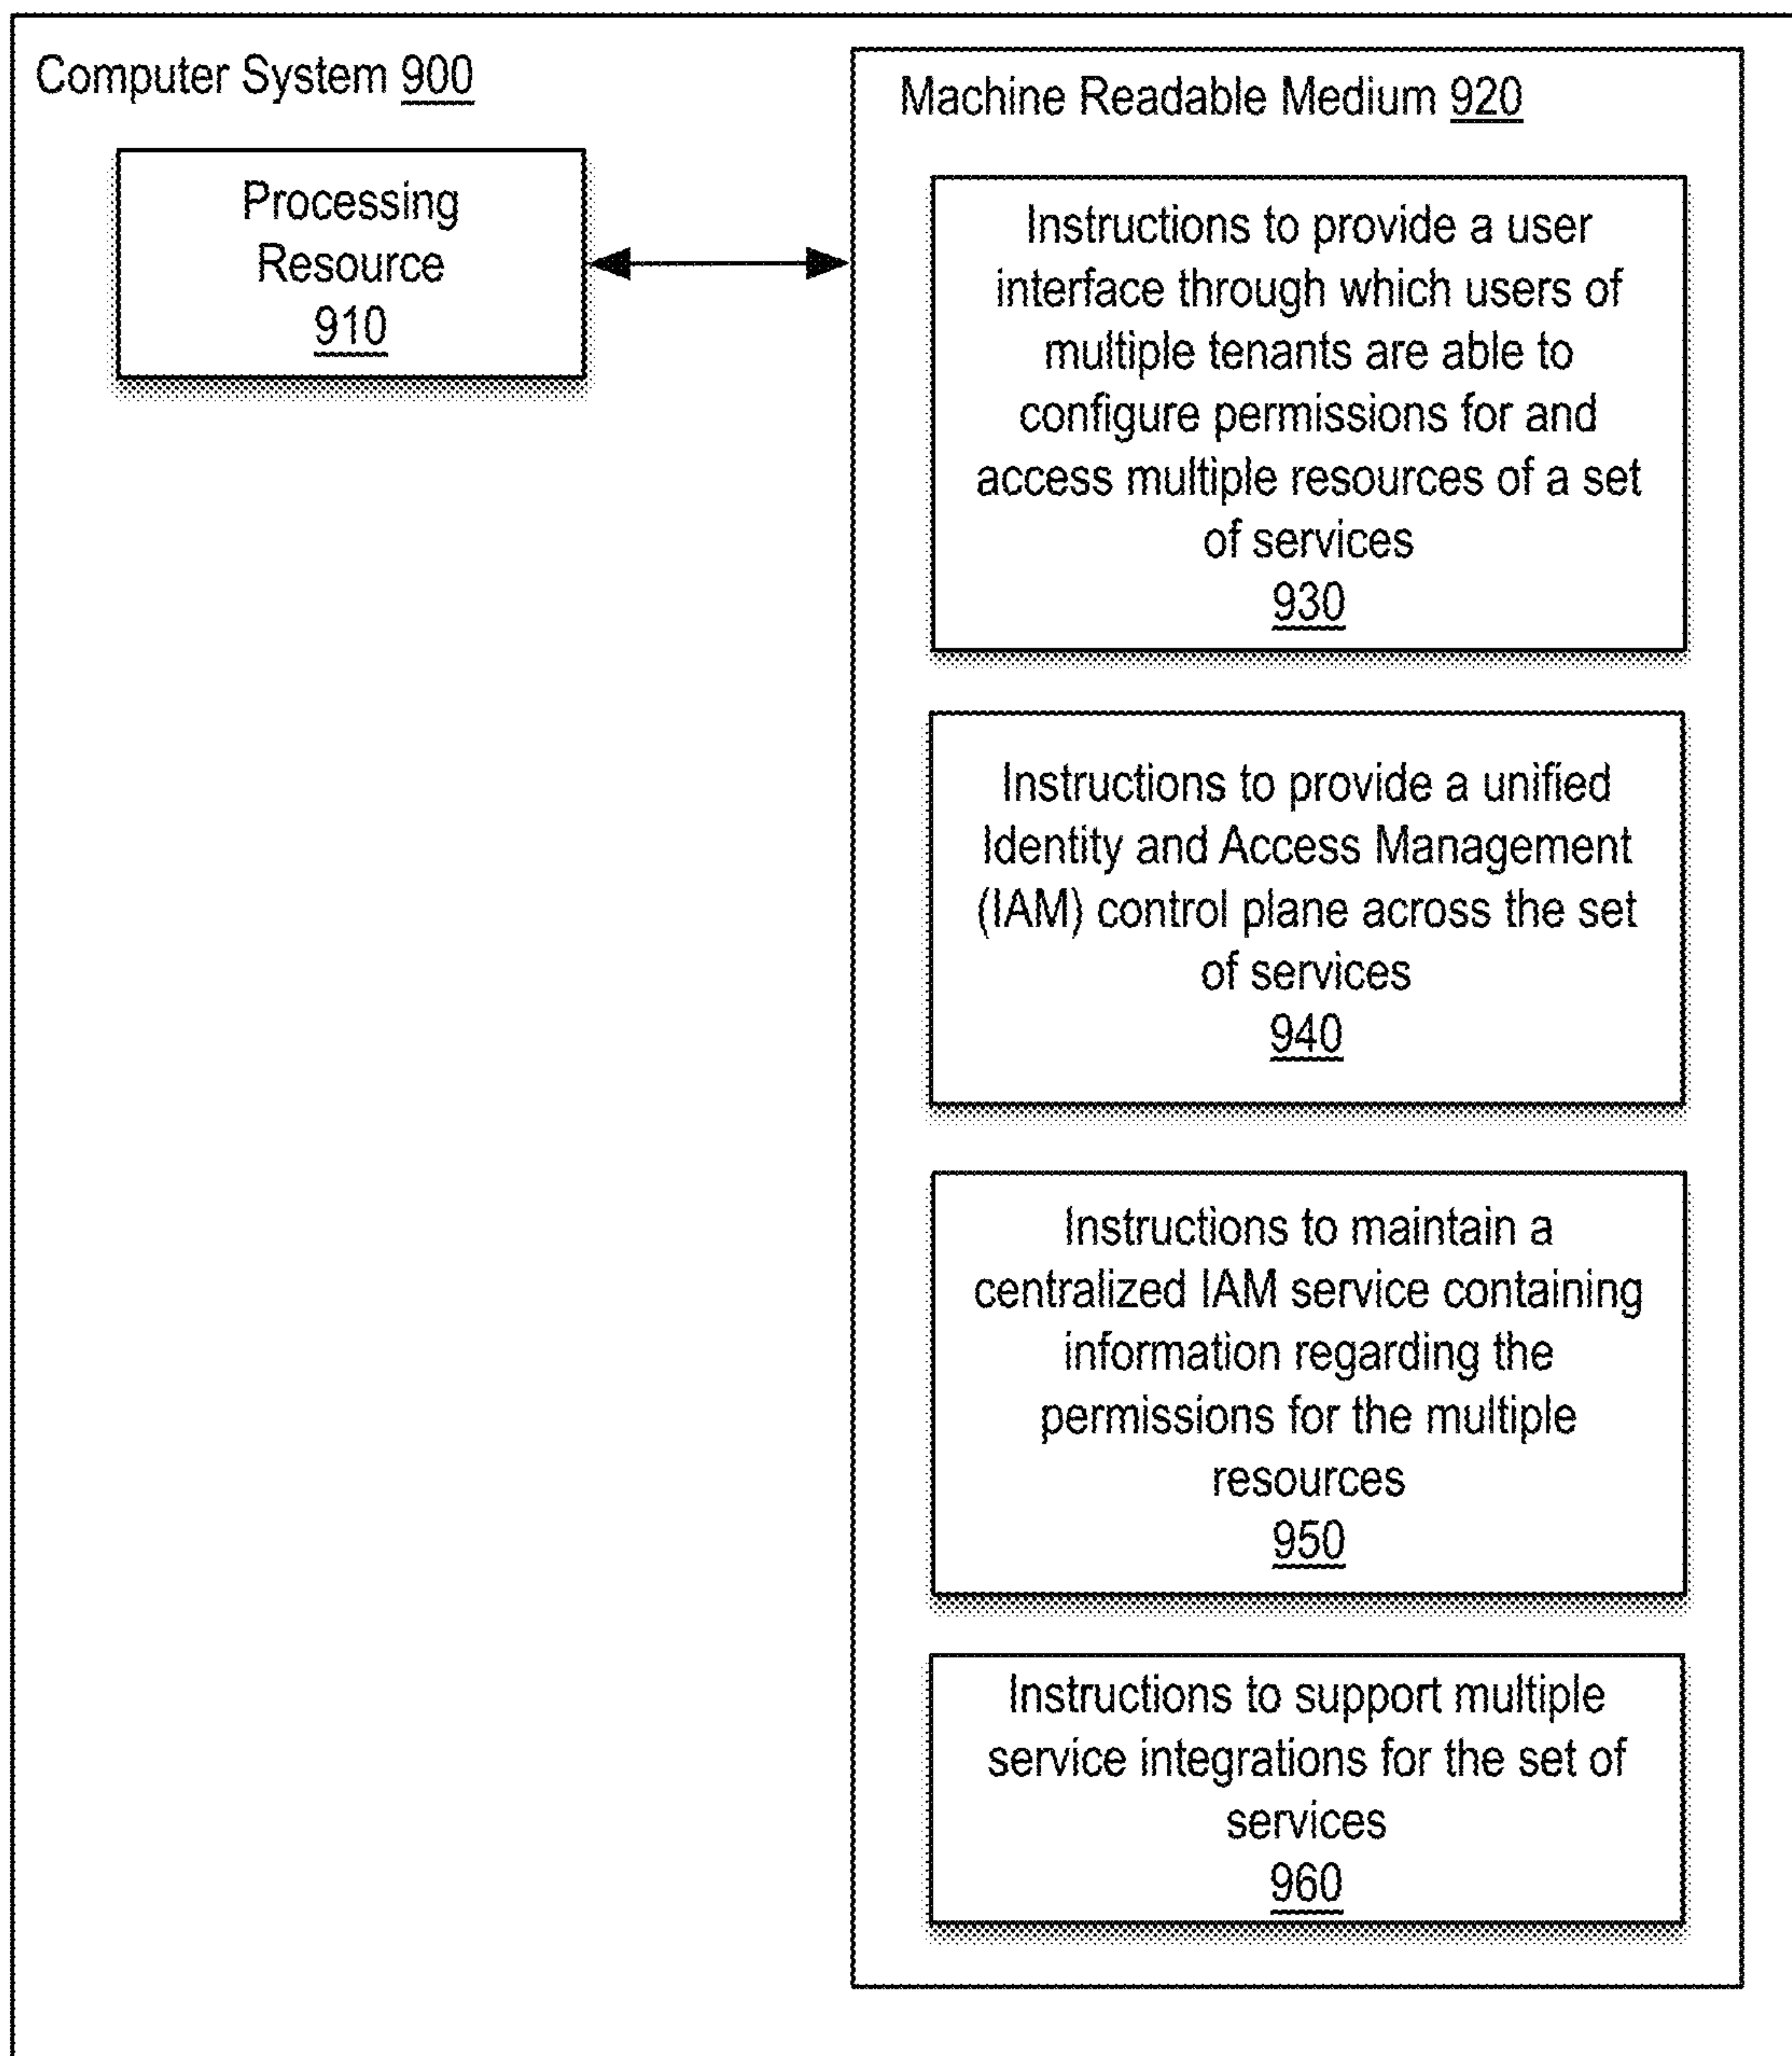 Computer System 900
Processing
Resource
910
Machine Readable Medium 920
Instructions to provide a user
interface through which users of
multiple tenants are able to
configure permissions for and
access multiple resources of a set
of services
930
Instructions to provide a unified
Identity and Access Management
(IAM) control plane across the set
of services
940
Instructions to maintain a
centralized IAM service containing
information regarding the
permissions for the multiple
resources
950
Instructions to support multiple
service integrations for the set of
services
960